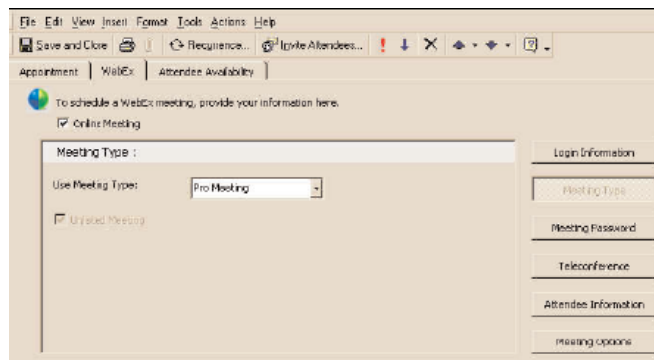 File Edit View Insert Format Tools Actions Help
Save and Close Recurrence... Invite Attendees...
Appointment WebEx Attendee Availability
To schedule a WebEx meeting, provide your information here.
Online Meeting
Meeting Type :
Login Information
Use Meeting Type: Pro Meeting
Meeting Type
Unlisted Meeting
Meeting Password
Teleconference
Attendee Information
Meeting Options